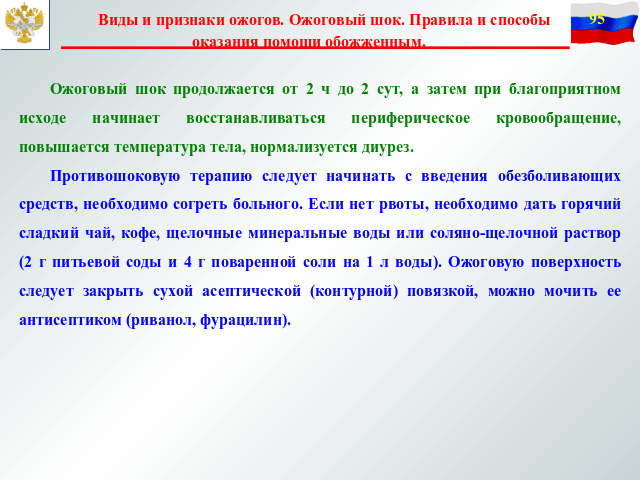 Виды и признаки ожогов. Ожоговый шок. Правила и способы
оказания помощи обожженным.
95
Ожоговый шок продолжается от 2 ч до 2 сут, а затем при благоприятном
исходе начинает восстанавливаться периферическое кровообращение,
повышается температура тела, нормализуется диурез.
Противошоковую терапию следует начинать с введения обезболивающих
средств, необходимо согреть больного. Если нет рвоты, необходимо дать горячий
сладкий чай, кофе, щелочные минеральные воды или соляно-щелочной раствор
(2 г питьевой соды и 4 г поваренной соли на 1 л воды). Ожоговую поверхность
следует закрыть сухой асептической (контурной) повязкой, можно мочить ее
антисептиком (риванол, фурацилин).